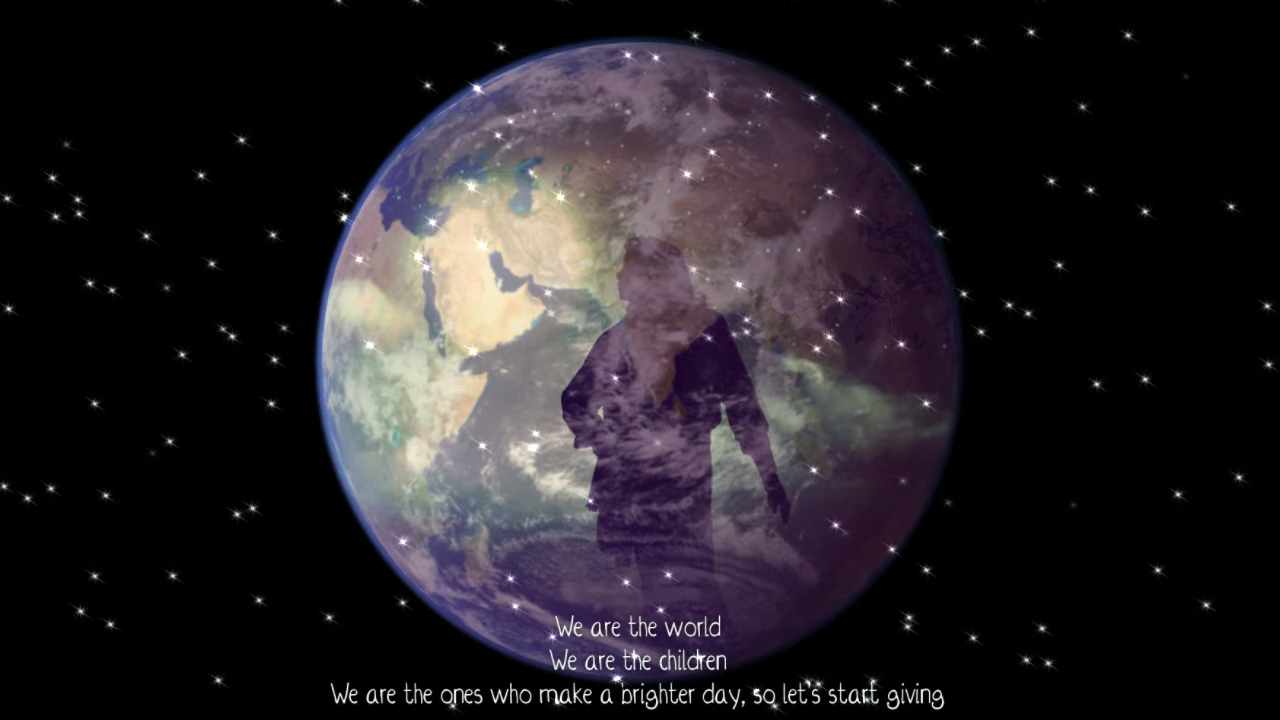 We are the world
We are the children
We are the ones who make a brighter day, so let's start giving